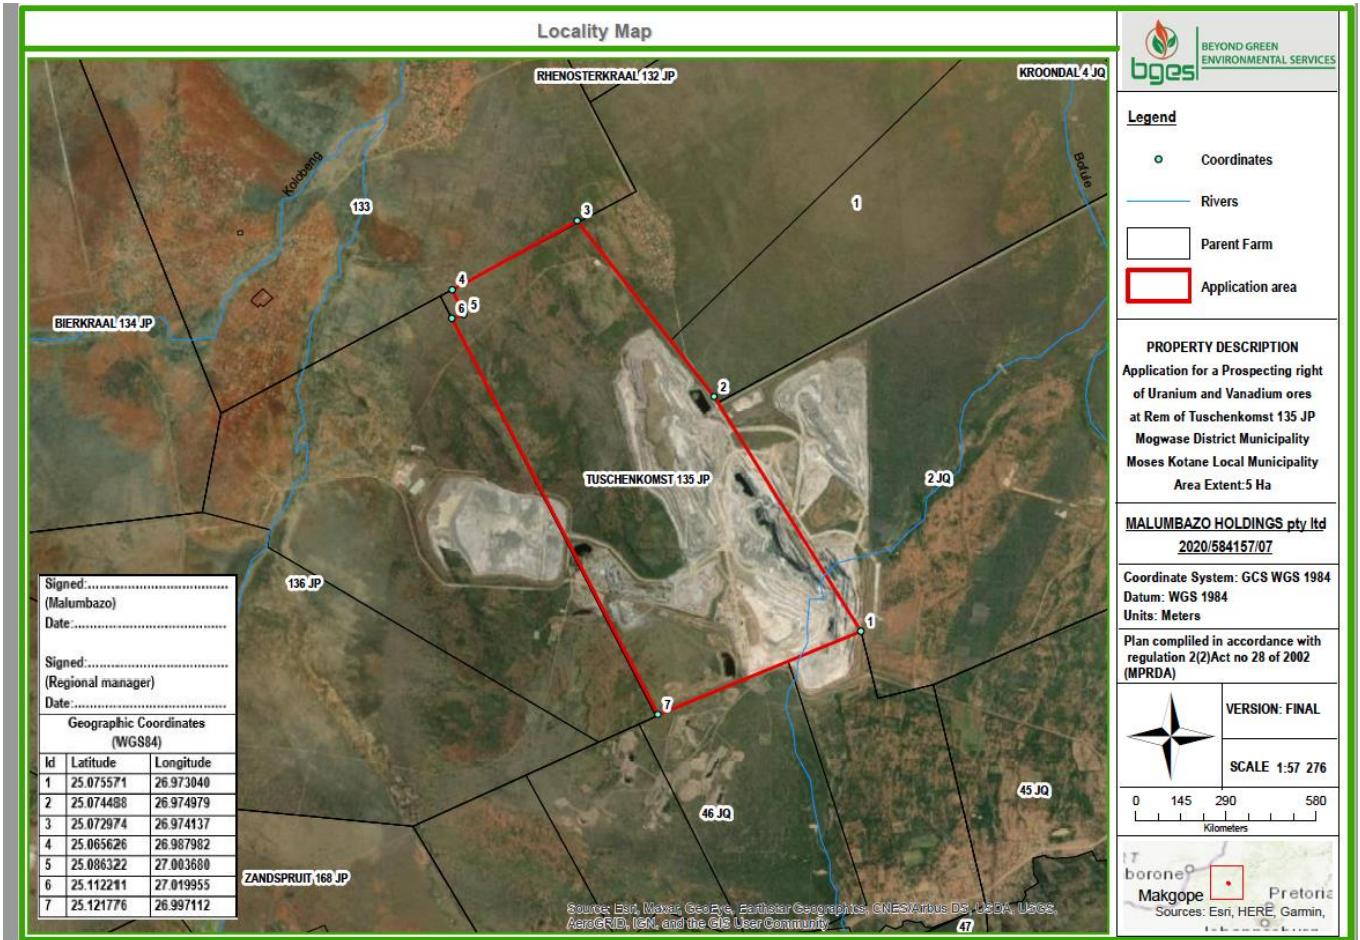 Locality Map
bges
BEYOND GREEN
ENVIRONMENTAL SERVICES
RHENOSTERKRAAL 132 JP
KROONDAL 4 JQ
Kolobeng
Bofule
133
1
3
4
5
6
BIERKRAAL 134 JP
2
TUSCHENKOMST 135 JP
2 JQ
136 JP
1
7
46 JQ
45 JQ
ZANDSPRUIT 168 JP
47
Source: Esri, Maxar, GeoEye, Earthstar Geographics, CNES/Airbus DS, USDA, USGS,
AeroGRID, IGN, and the GIS User Community
Signed:
(Malumbazo)
Date:
Signed:
(Regional manager)
Date:
Geographic Coordinates
(WGS84)
Id Latitude Longitude
1 25.075571 26.973040
2 25.074488 26.974979
3 25.072974 26.974137
4 25.065626 26.987982
5 25.086322 27.003680
6 25.112211 27.019955
7 25.121776 26.997112
Legend
Coordinates
Rivers
Parent Farm
Application area
PROPERTY DESCRIPTION
Application for a Prospecting right
of Uranium and Vanadium ores
at Rem of Tuschenkomst 135 JP
Mogwase District Municipality
Moses Kotane Local Municipality
Area Extent:5 Ha
MALUMBAZO HOLDINGS pty ltd
2020/584157/07
Coordinate System: GCS WGS 1984
Datum: WGS 1984
Units: Meters
Plan compliled in accordance with
regulation 2(2)Act no 28 of 2002
(MPRDA)
VERSION: FINAL
SCALE 1:57 276
0 145 290 580
Kilometers
borone
Makgope
Pretoria
Sources: Esri, HERE, Garmin,